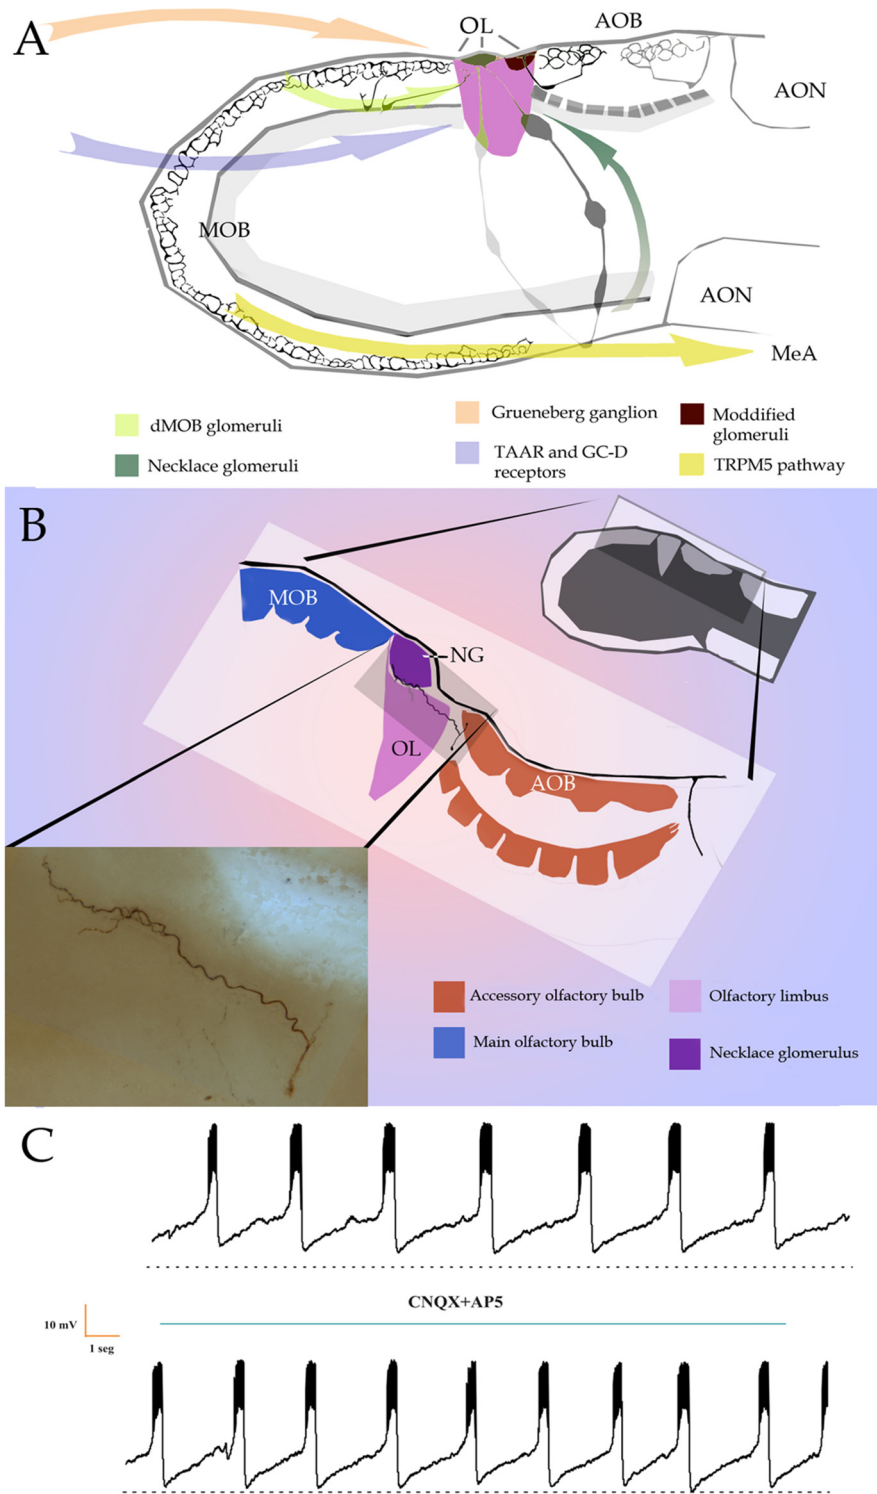 A
OL
AOB
AON
MOB
AON
MeA
dMOB glomeruli
Necklace glomeruli
Grueneberg ganglion
TAAR and GC-D
receptors
Moddified
glomeruli
TRPM5 pathway
B
MOB
NG
OL
AOB
Accessory olfactory bulb
Main olfactory bulb
Olfactory limbus
Necklace glomerulus
C
CNQX+AP5
10 mV
1 seg